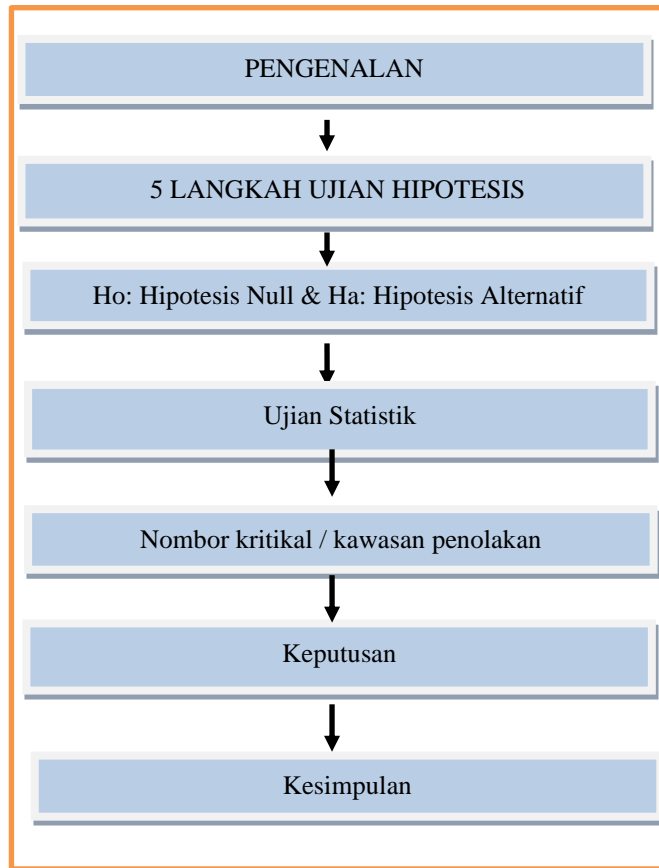 PENGENALAN
5 LANGKAH UJIAN HIPOTESIS
Ho: Hipotesis Null & Ha: Hipotesis Alternatif
Ujian Statistik
Nombor kritikal / kawasan penolakan
Keputusan
Kesimpulan